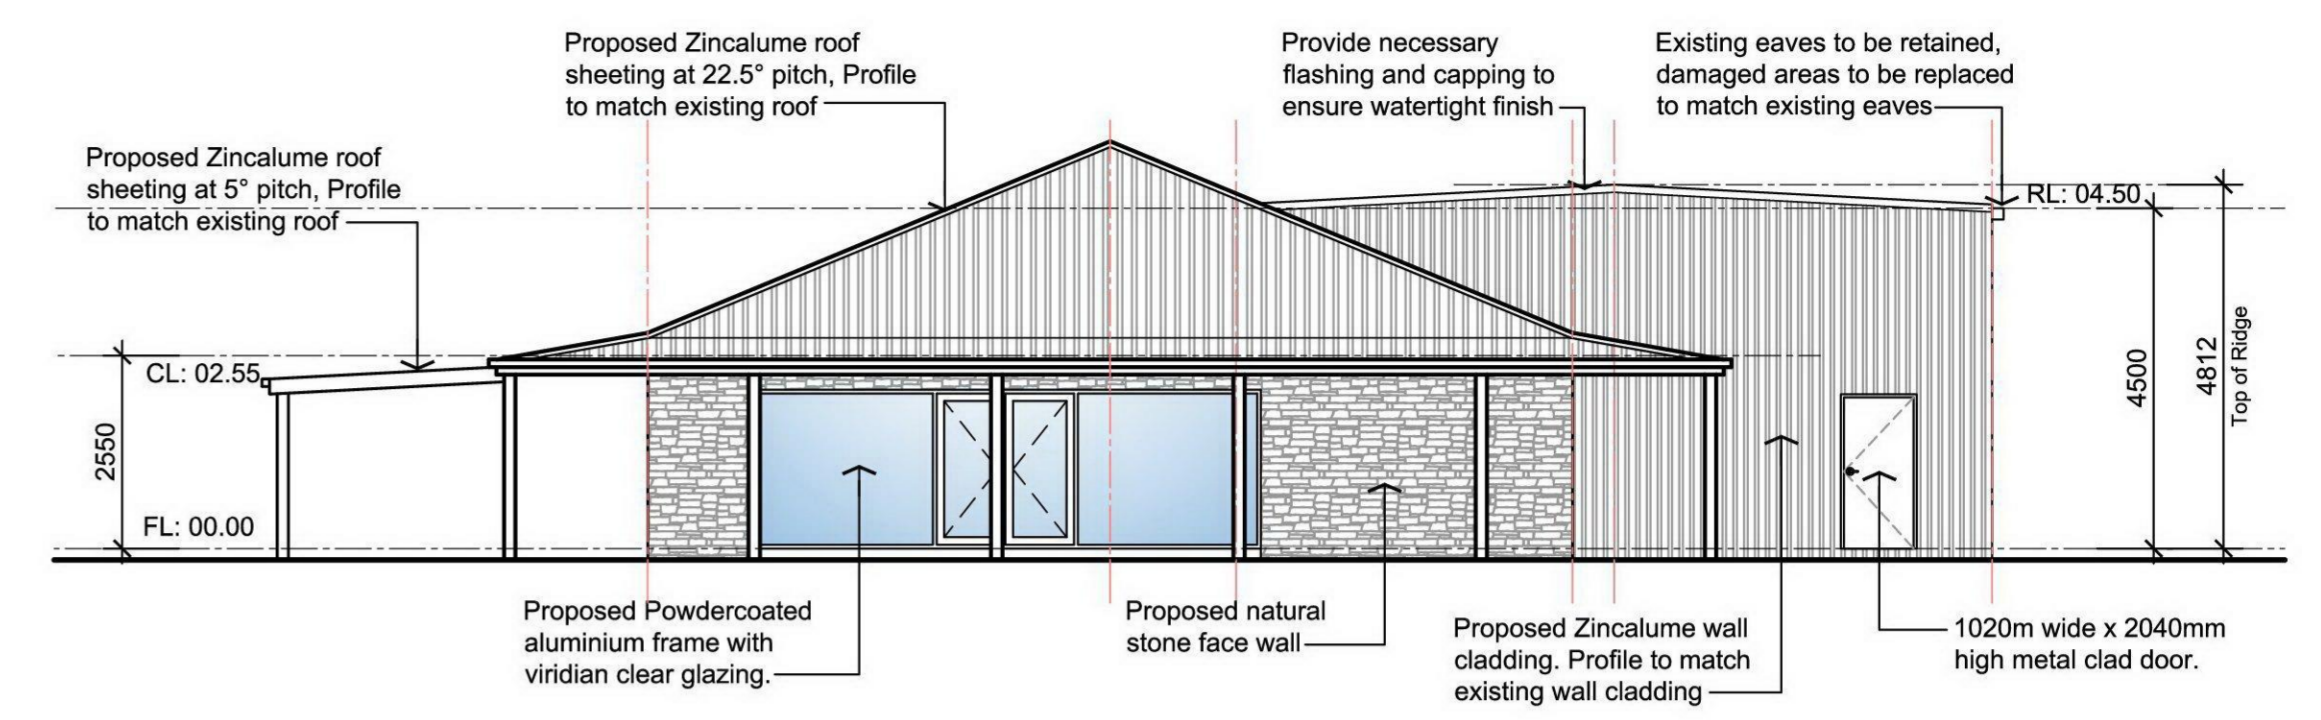 Proposed Zincalume roof
sheeting at 22.5° pitch, Profile
to match existing roof
Provide necessary
flashing and capping to
ensure watertight finish
Existing eaves to be retained,
damaged areas to be replaced
to match existing eaves
Proposed Zincalume roof
sheeting at 5° pitch, Profile
to match existing roof
RL: 04.50
CL: 02.55
2550
FL: 00.00
4500
4812
Top of Ridge
Proposed Powdercoated
aluminium frame with
viridian clear glazing.
Proposed natural
stone face wall
Proposed Zincalume wall
cladding. Profile to match
existing wall cladding
1020m wide x 2040mm
high metal clad door.